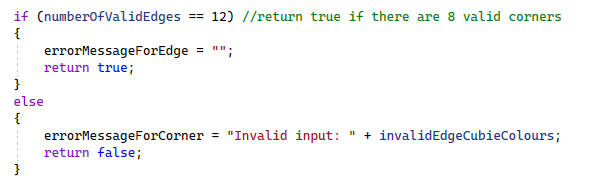 if (numberOfValidEdges == 12) //return true if there are 8 valid corners
{
errorMessageForEdge = "";
return true;
}
else
{
errorMessageForCorner = "Invalid input: " + invalidEdgeCubieColours;
return false;
}